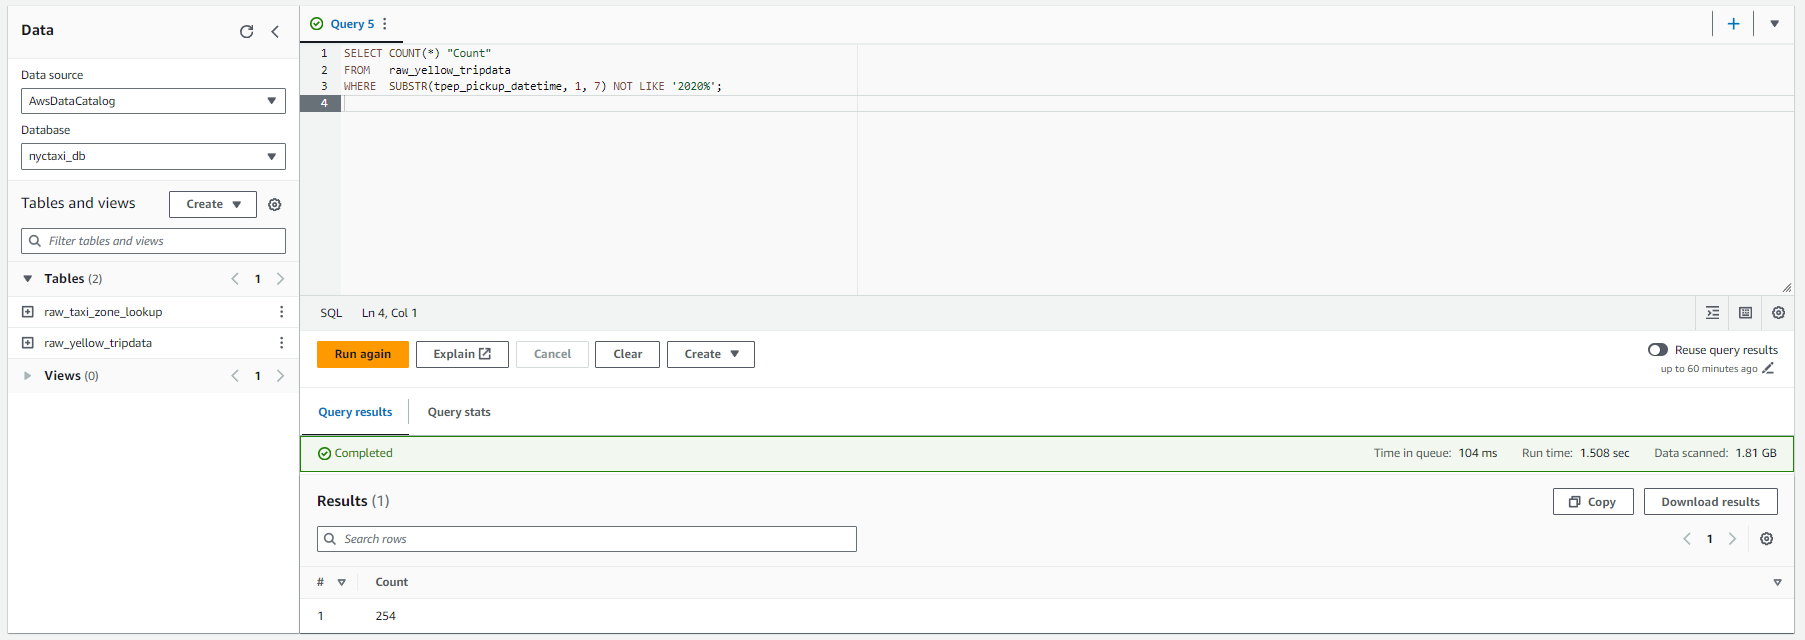 Data
Data source
AwsDataCatalog
Database
nyctaxi_db
Tables and views
Create
Filter tables and views
Tables (2)
1
raw_taxi_zone_lookup
raw_yellow_tripdata
Views (0)
1
Query 5
1 SELECT COUNT(*) "Count"
2 FROM raw_yellow_tripdata
3 WHERE SUBSTR(tpep_pickup_datetime, 1, 7) NOT LIKE '2020%';
4
SQL Ln 4, Col 1
Run again Explain Cancel Clear Create
Reuse query results
up to 60 minutes ago
Query results Query stats
Completed Time in queue: 104 ms Run time: 1.508 sec Data scanned: 1.81 GB
Results (1) Copy Download results
Search rows 1
# Count
1 254